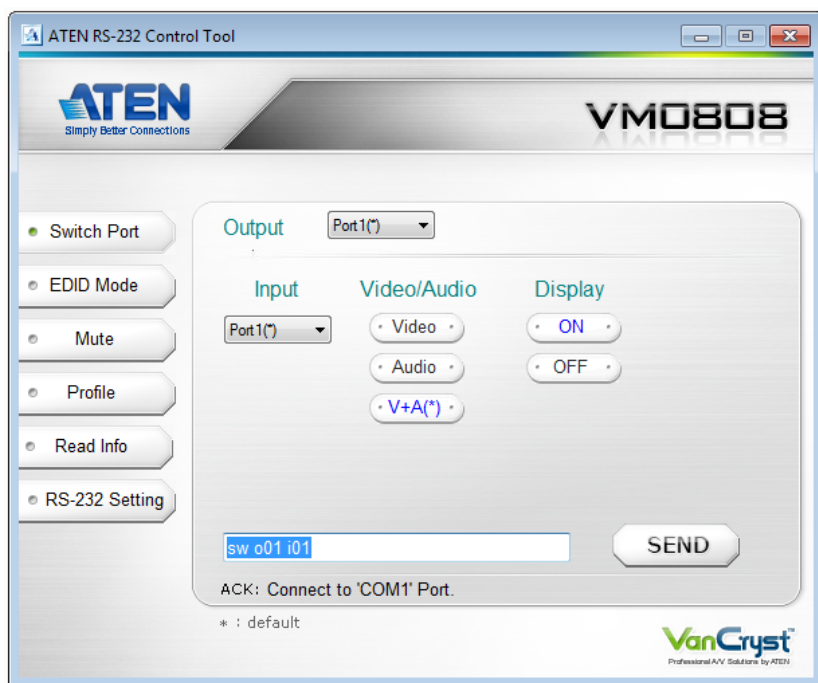 ATEN RS-232 Control Tool
ATEN
Simply Better Connections
VM0808
Switch Port
EDID Mode
Mute
Profile
Read Info
RS-232 Setting
Output Port1(*)
Input Video/Audio Display
Port1(*) Video ON
Audio OFF
V+A(*)
sw o01 i01
SEND
ACK: Connect to 'COM1' Port.
* : default
VanCryst™
Professional A/V Solutions by ATEN